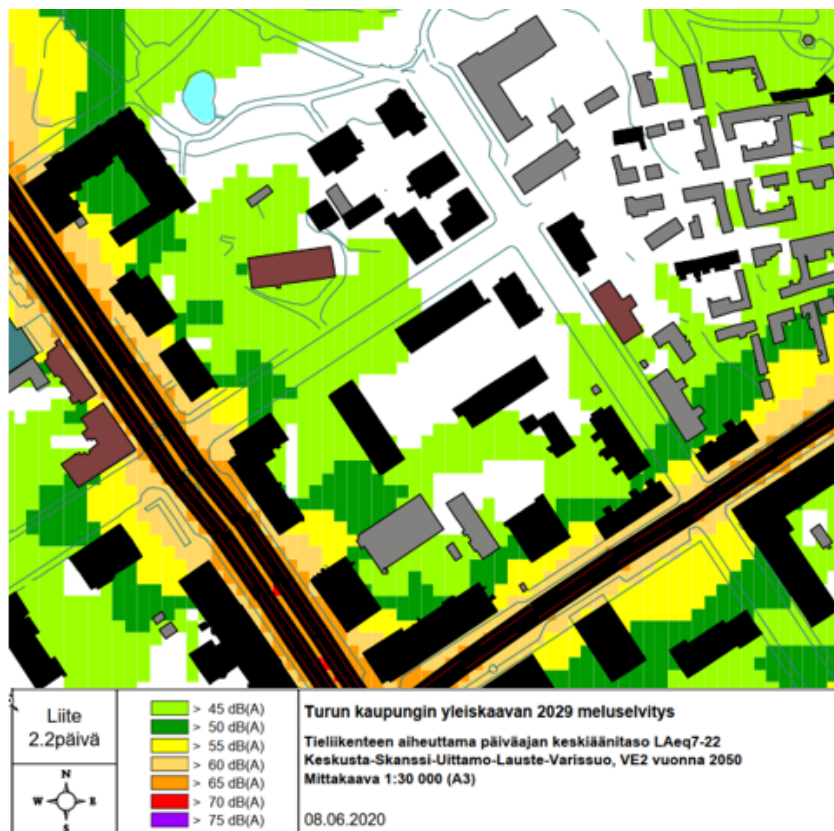 Liite
2.2päivä
N
W E
S
> 45 dB(A)
> 50 dB(A)
> 55 dB(A)
> 60 dB(A)
> 65 dB(A)
> 70 dB(A)
> 75 dB(A)
Turun kaupungin yleiskaavan 2029 meluselvitys
Tieliikenteen aiheuttama päiväajan keskiäänitaso LAeq7-22
Keskusta-Skanssi-Uittamo-Lauste-Varissuo, VE2 vuonna 2050
Mittakaava 1:30 000 (A3)
08.06.2020